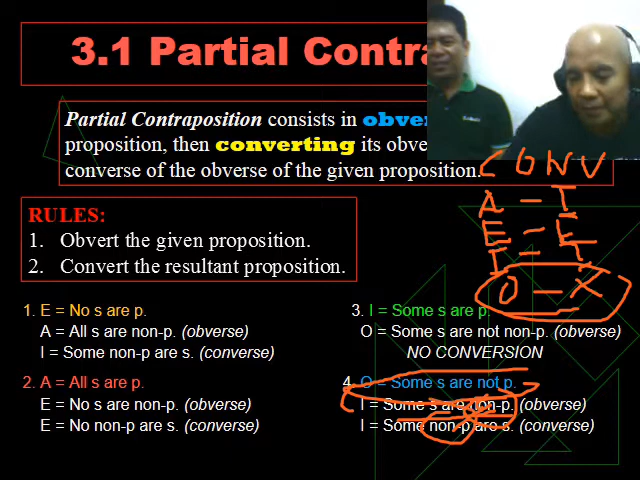 3.1 Partial Contra
Partial Contraposition consists in obver
proposition, then converting its obve
converse of the obverse of the given proposition.
CONV
A - I
E = E
I = I
O - X
RULES:
1. Obvert the given proposition.
2. Convert the resultant proposition.
1. E = No s are p.
A = All s are non-p. (obverse)
I = Some non-p are s. (converse)
2. A = All s are p.
E = No s are non-p. (obverse)
E = No non-p are s. (converse)
3. I = Some s are p.
O = Some s are not non-p. (obverse)
NO CONVERSION
4. O = Some s are not p.
I = Some s are non-p. (obverse)
I = Some non-p are s. (converse)